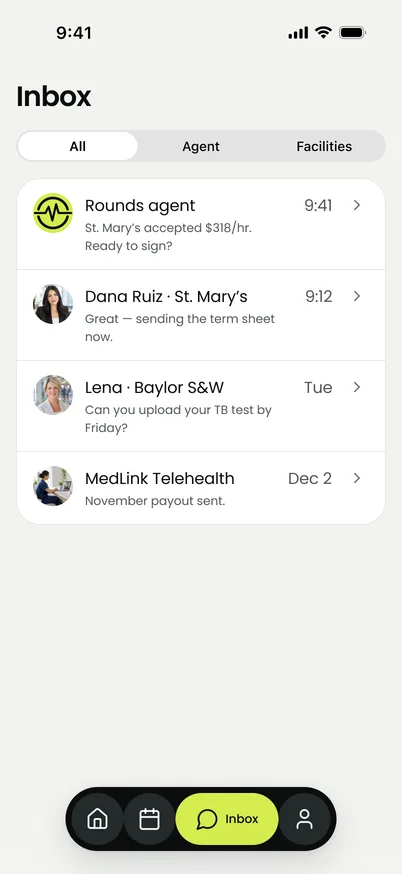 9:41
Inbox
All Agent Facilities
Rounds agent 9:41
St. Mary’s accepted $318/hr.
Ready to sign?
Dana Ruiz · St. Mary’s 9:12
Great — sending the term sheet
now.
Lena · Baylor S&W Tue
Can you upload your TB test by
Friday?
MedLink Telehealth Dec 2
November payout sent.
Inbox